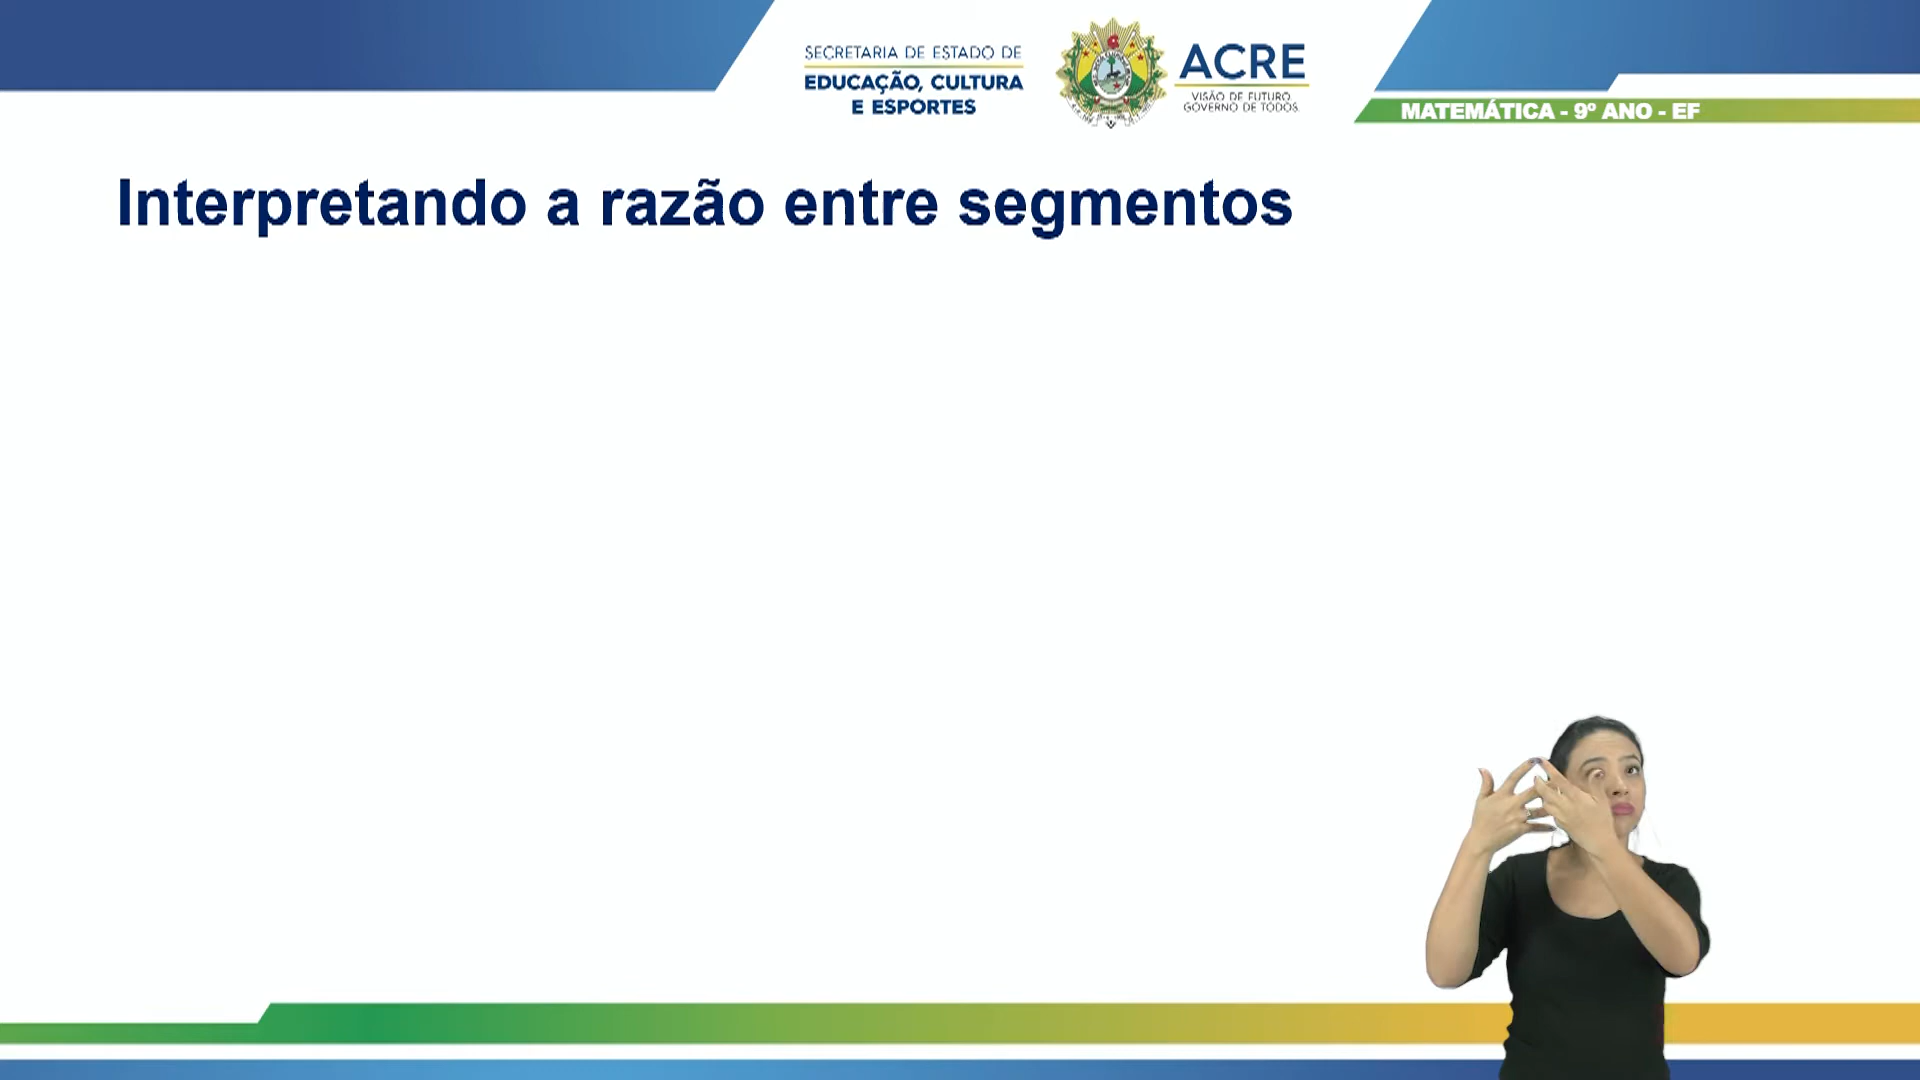 SECRETARIA DE ESTADO DE
EDUCAÇÃO, CULTURA
E ESPORTES
ACRE
VISÃO DE FUTURO
GOVERNO DE TODOS
MATEMÁTICA - 9º ANO - EF
Interpretando a razão entre segmentos